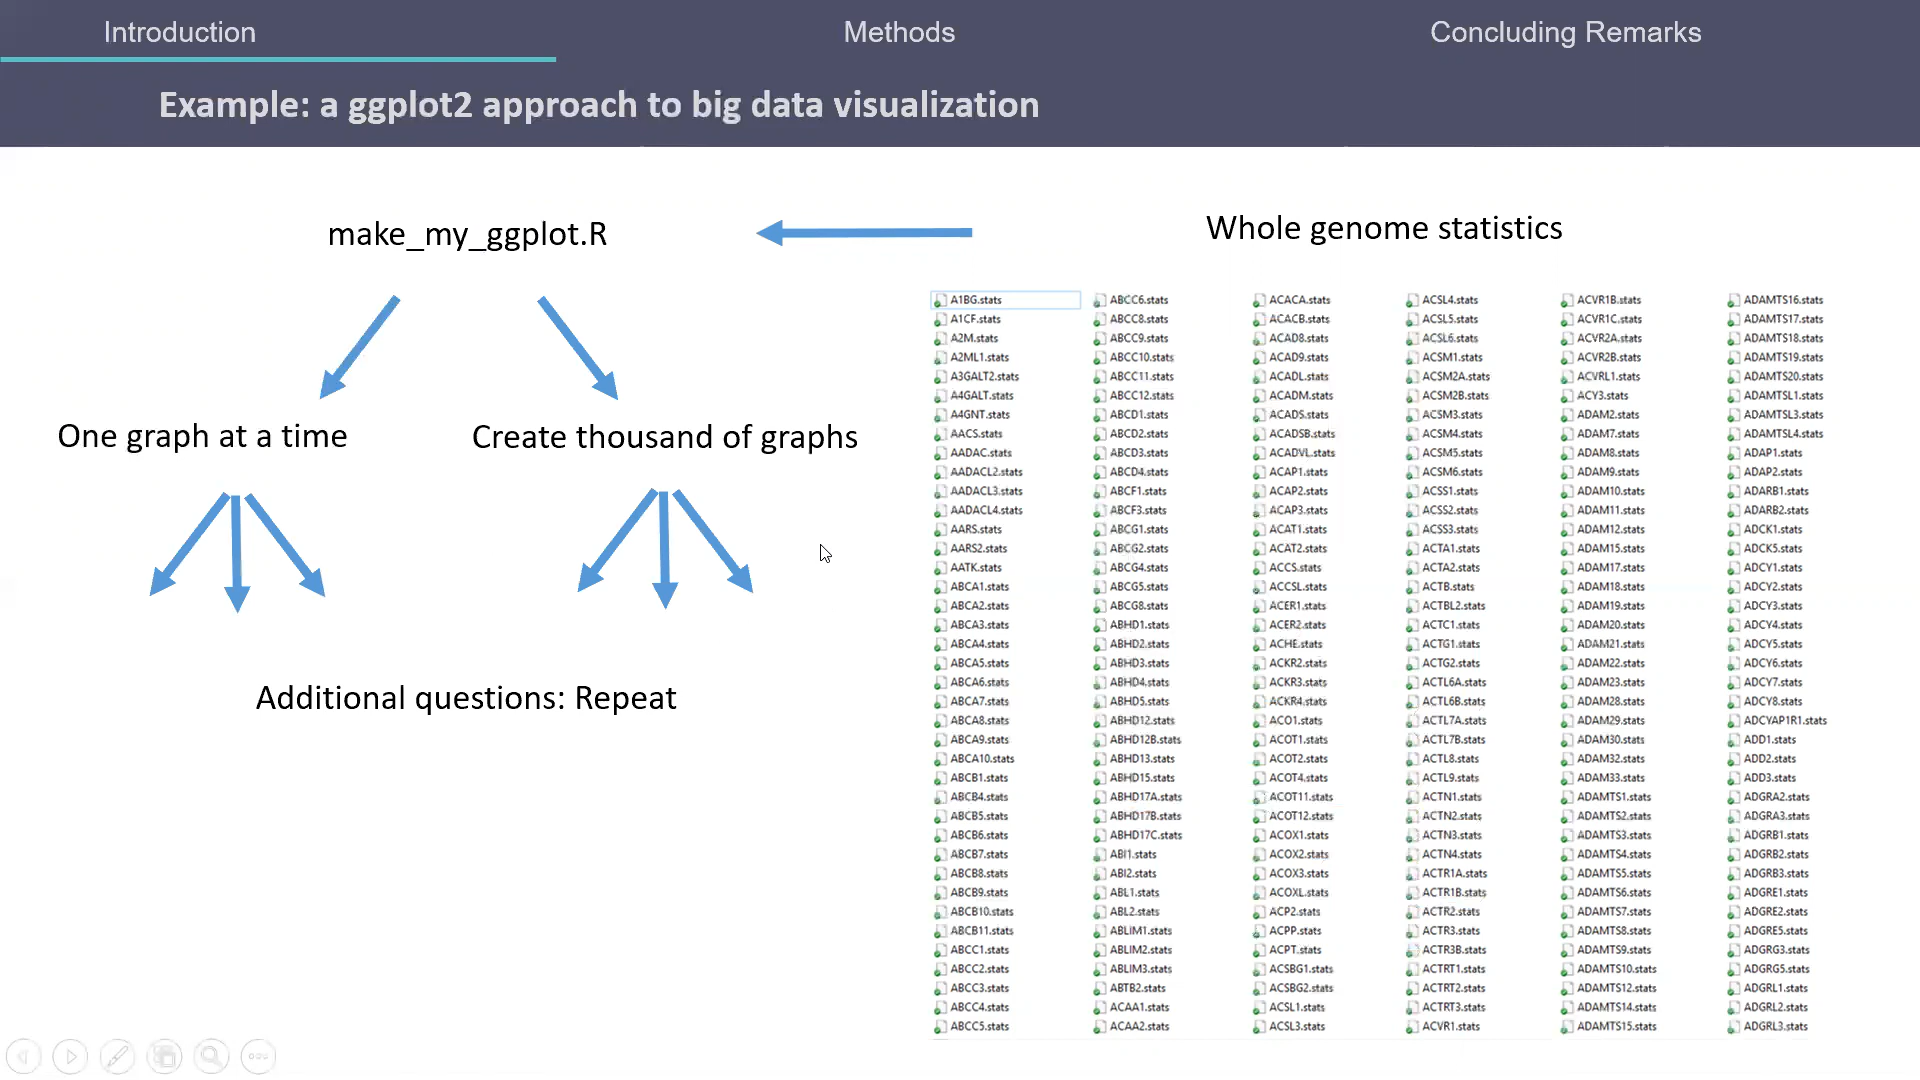 Introduction
Methods
Concluding Remarks
Example: a ggplot2 approach to big data visualization
make_my_ggplot.R
Whole genome statistics
One graph at a time
Create thousand of graphs
Additional questions: Repeat
A1BG.stats
A1CF.stats
A2M.stats
A2ML1.stats
A3GALT2.stats
A4GALT.stats
A4GNT.stats
AACS.stats
AADAC.stats
AADACL2.stats
AADACL3.stats
AADACL4.stats
AARS.stats
AARS2.stats
AATK.stats
ABCA1.stats
ABCA2.stats
ABCA3.stats
ABCA4.stats
ABCA5.stats
ABCA6.stats
ABCA7.stats
ABCA8.stats
ABCA9.stats
ABCA10.stats
ABCB1.stats
ABCB4.stats
ABCB5.stats
ABCB6.stats
ABCB7.stats
ABCB8.stats
ABCB9.stats
ABCB10.stats
ABCB11.stats
ABCC1.stats
ABCC2.stats
ABCC3.stats
ABCC4.stats
ABCC5.stats
ABCC6.stats
ABCC8.stats
ABCC9.stats
ABCC10.stats
ABCC11.stats
ABCC12.stats
ABCD1.stats
ABCD2.stats
ABCD3.stats
ABCD4.stats
ABCF1.stats
ABCF3.stats
ABCG1.stats
ABCG2.stats
ABCG4.stats
ABCG5.stats
ABCG8.stats
ABHD1.stats
ABHD2.stats
ABHD3.stats
ABHD4.stats
ABHD5.stats
ABHD12.stats
ABHD12B.stats
ABHD13.stats
ABHD15.stats
ABHD17A.stats
ABHD17B.stats
ABHD17C.stats
ABI1.stats
ABI2.stats
ABL1.stats
ABL2.stats
ABLIM1.stats
ABLIM2.stats
ABLIM3.stats
ABTB2.stats
ACAA1.stats
ACAA2.stats
ACACA.stats
ACACB.stats
ACAD8.stats
ACAD9.stats
ACADL.stats
ACADM.stats
ACADS.stats
ACADSB.stats
ACADVL.stats
ACAP1.stats
ACAP2.stats
ACAP3.stats
ACAT1.stats
ACAT2.stats
ACCS.stats
ACCSL.stats
ACER1.stats
ACER2.stats
ACHE.stats
ACKR2.stats
ACKR3.stats
ACKR4.stats
ACO1.stats
ACOT1.stats
ACOT2.stats
ACOT4.stats
ACOT11.stats
ACOT12.stats
ACOX1.stats
ACOX2.stats
ACOX3.stats
ACOXL.stats
ACP2.stats
ACPP.stats
ACPT.stats
ACSBG1.stats
ACSBG2.stats
ACSL1.stats
ACSL3.stats
ACSL4.stats
ACSL5.stats
ACSL6.stats
ACSM1.stats
ACSM2A.stats
ACSM2B.stats
ACSM3.stats
ACSM4.stats
ACSM5.stats
ACSM6.stats
ACSS1.stats
ACSS2.stats
ACSS3.stats
ACTA1.stats
ACTA2.stats
ACTB.stats
ACTBL2.stats
ACTC1.stats
ACTG1.stats
ACTG2.stats
ACTL6A.stats
ACTL6B.stats
ACTL7A.stats
ACTL7B.stats
ACTL8.stats
ACTL9.stats
ACTN1.stats
ACTN2.stats
ACTN3.stats
ACTN4.stats
ACTR1A.stats
ACTR1B.stats
ACTR2.stats
ACTR3.stats
ACTR3B.stats
ACTRT1.stats
ACTRT2.stats
ACTRT3.stats
ACVR1.stats
ACVR1B.stats
ACVR1C.stats
ACVR2A.stats
ACVR2B.stats
ACVRL1.stats
ACY3.stats
ADAM2.stats
ADAM7.stats
ADAM8.stats
ADAM9.stats
ADAM10.stats
ADAM11.stats
ADAM12.stats
ADAM15.stats
ADAM17.stats
ADAM18.stats
ADAM19.stats
ADAM20.stats
ADAM21.stats
ADAM22.stats
ADAM23.stats
ADAM28.stats
ADAM29.stats
ADAM30.stats
ADAM32.stats
ADAM33.stats
ADAMTS1.stats
ADAMTS2.stats
ADAMTS3.stats
ADAMTS4.stats
ADAMTS5.stats
ADAMTS6.stats
ADAMTS7.stats
ADAMTS8.stats
ADAMTS9.stats
ADAMTS10.stats
ADAMTS12.stats
ADAMTS14.stats
ADAMTS15.stats
ADAMTS16.stats
ADAMTS17.stats
ADAMTS18.stats
ADAMTS19.stats
ADAMTS20.stats
ADAMTSL1.stats
ADAMTSL3.stats
ADAMTSL4.stats
ADAP1.stats
ADAP2.stats
ADARB1.stats
ADARB2.stats
ADCK1.stats
ADCK5.stats
ADCY1.stats
ADCY2.stats
ADCY3.stats
ADCY4.stats
ADCY5.stats
ADCY6.stats
ADCY7.stats
ADCY8.stats
ADCYAP1R1.stats
ADD1.stats
ADD2.stats
ADD3.stats
ADGRA2.stats
ADGRA3.stats
ADGRB1.stats
ADGRB2.stats
ADGRB3.stats
ADGRE1.stats
ADGRE2.stats
ADGRE5.stats
ADGRG3.stats
ADGRG5.stats
ADGRL1.stats
ADGRL2.stats
ADGRL3.stats